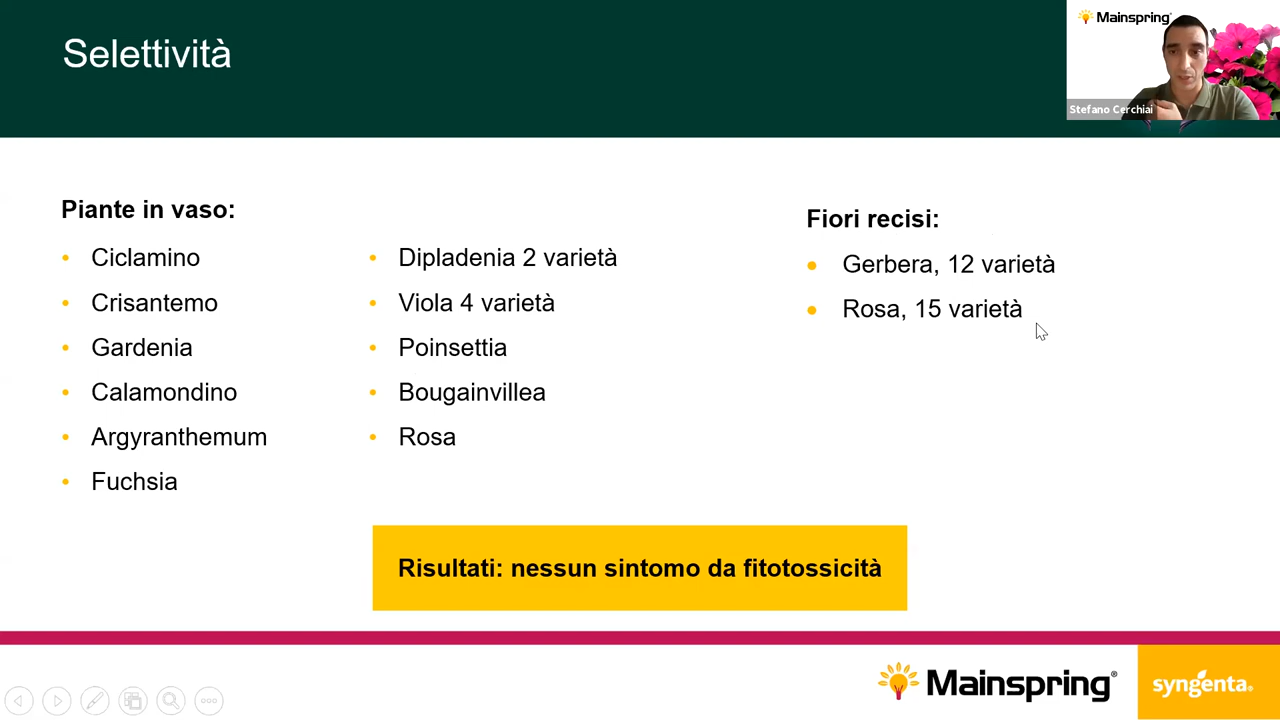 Selettività
Mainspring
Stefano Cerchiai
Piante in vaso:
Ciclamino
Crisantemo
Gardenia
Calamondino
Argyranthemum
Fuchsia
Dipladenia 2 varietà
Viola 4 varietà
Poinsettia
Bougainvillea
Rosa
Fiori recisi:
Gerbera, 12 varietà
Rosa, 15 varietà
Risultati: nessun sintomo da fitotossicità
Mainspring®
syngenta®